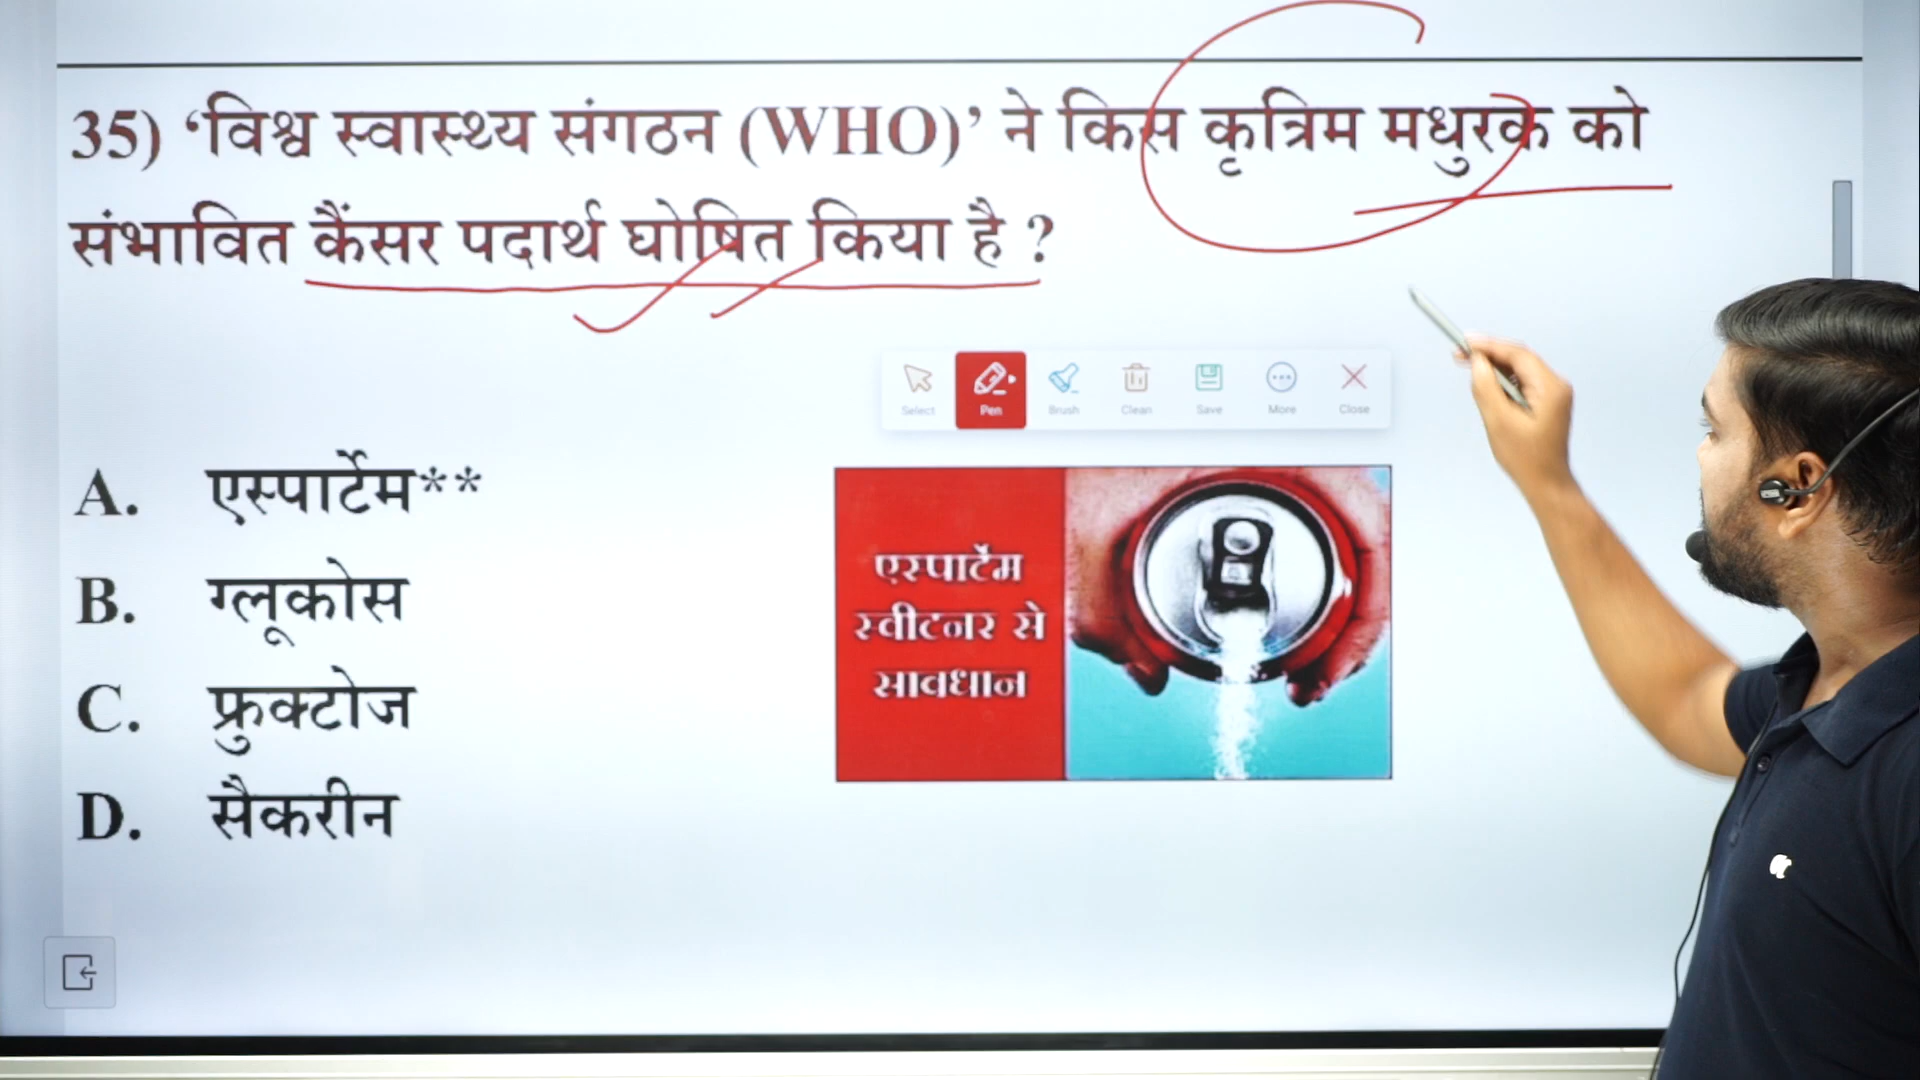 35) ‘विश्व स्वास्थ्य संगठन (WHO)’ ने किस कृत्रिम मधुरक को
संभावित कैंसर पदार्थ घोषित किया है ?
Select Pen Brush Clean Save More Close
A. एस्पार्टेम**
B. ग्लूकोस
C. फ्रुक्टोज
D. सैकरीन
एस्पार्टेम
स्वीटनर से
सावधान